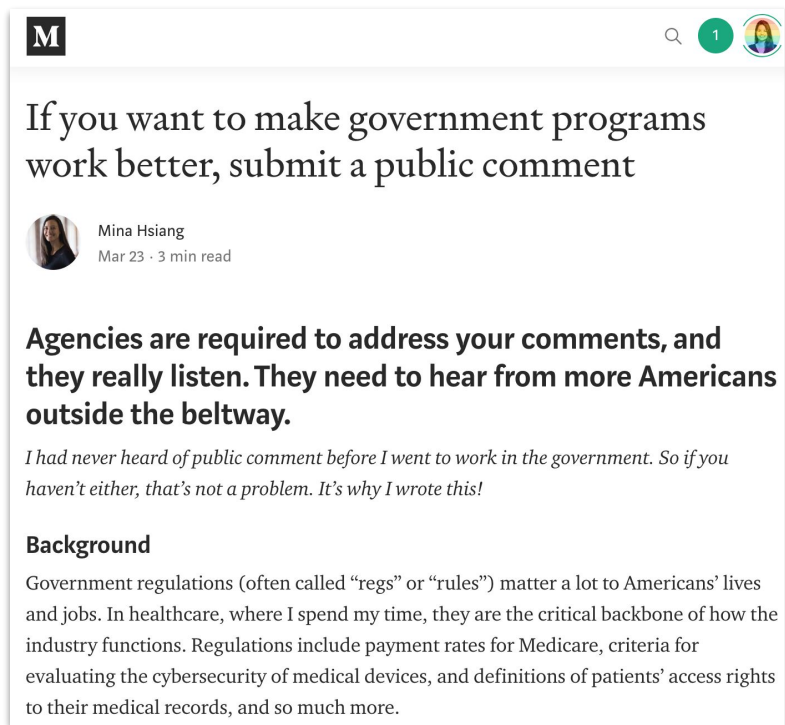 M
1
If you want to make government programs
work better, submit a public comment
Mina Hsiang
Mar 23 · 3 min read
Agencies are required to address your comments, and
they really listen. They need to hear from more Americans
outside the beltway.
I had never heard of public comment before I went to work in the government. So if you
haven’t either, that’s not a problem. It’s why I wrote this!
Background
Government regulations (often called “regs” or “rules”) matter a lot to Americans’ lives
and jobs. In healthcare, where I spend my time, they are the critical backbone of how the
industry functions. Regulations include payment rates for Medicare, criteria for
evaluating the cybersecurity of medical devices, and definitions of patients’ access rights
to their medical records, and so much more.